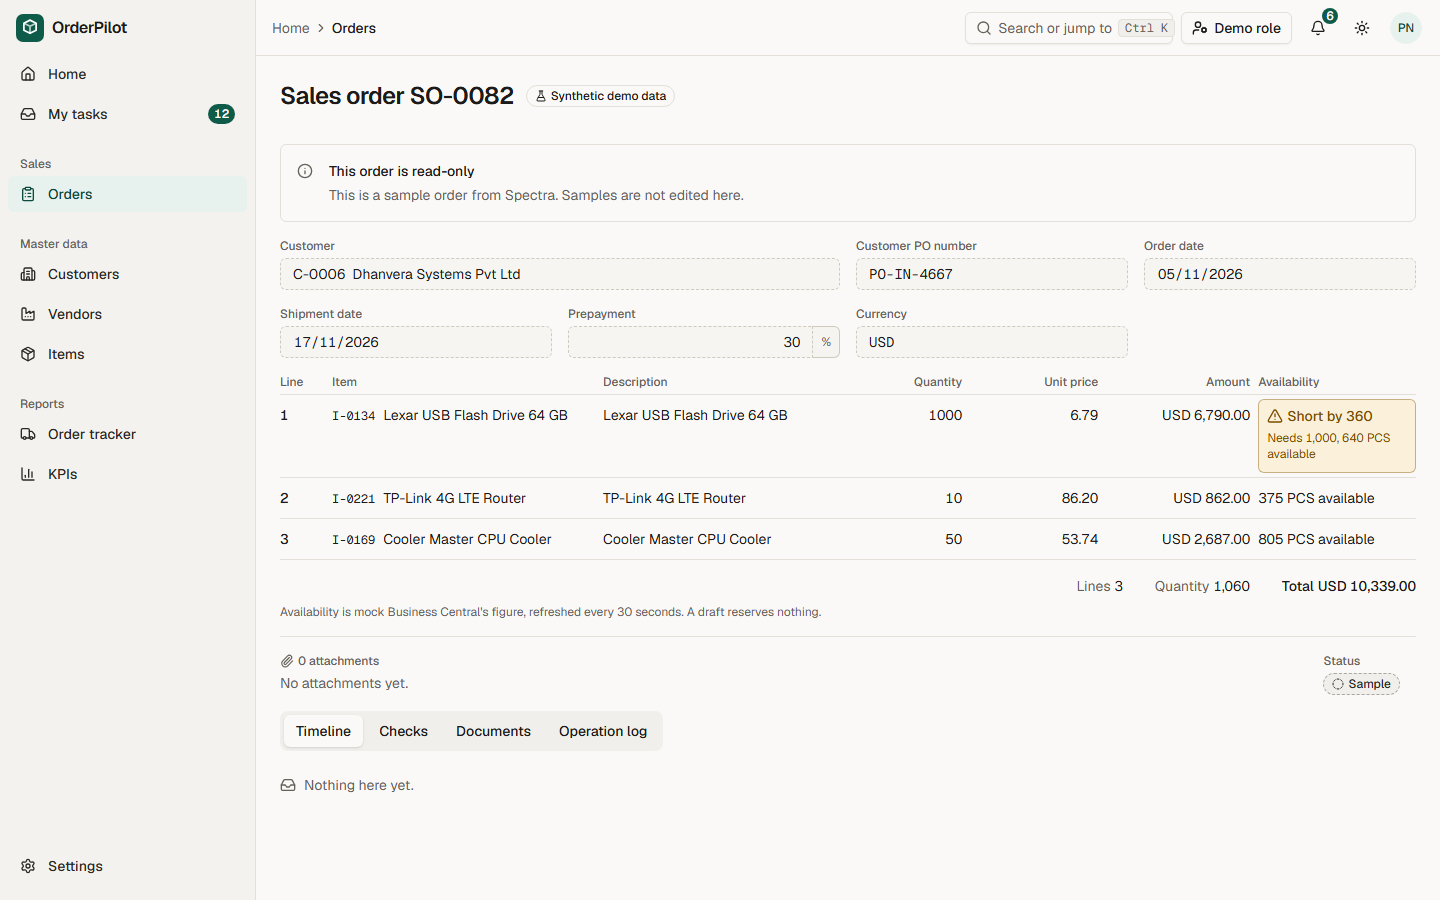 OrderPilot
Home > Orders
Search or jump to Ctrl K
Demo role
6
PN
Home
My tasks 12
Sales
Orders
Master data
Customers
Vendors
Items
Reports
Order tracker
KPIs
Settings
Sales order SO-0082 Synthetic demo data
This order is read-only
This is a sample order from Spectra. Samples are not edited here.
Customer Customer PO number Order date
C-0006 Dhanvera Systems Pvt Ltd PO-IN-4667 05/11/2026
Shipment date Prepayment Currency
17/11/2026 30 % USD
Line Item Description Quantity Unit price Amount Availability
1 I-0134 Lexar USB Flash Drive 64 GB Lexar USB Flash Drive 64 GB 1000 6.79 USD 6,790.00 Short by 360
Needs 1,000, 640 PCS
available
2 I-0221 TP-Link 4G LTE Router TP-Link 4G LTE Router 10 86.20 USD 862.00 375 PCS available
3 I-0169 Cooler Master CPU Cooler Cooler Master CPU Cooler 50 53.74 USD 2,687.00 805 PCS available
Lines 3 Quantity 1,060 Total USD 10,339.00
Availability is mock Business Central's figure, refreshed every 30 seconds. A draft reserves nothing.
0 attachments Status
No attachments yet. Sample
Timeline Checks Documents Operation log
Nothing here yet.